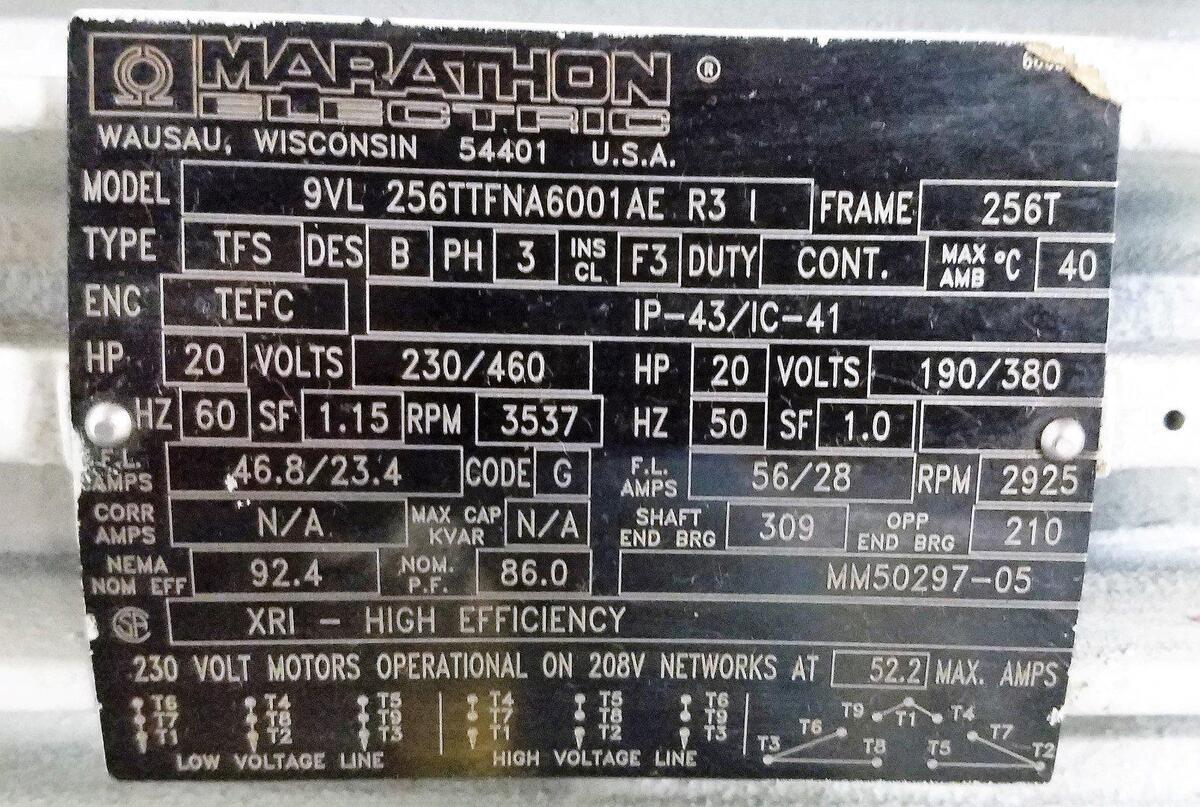 MARATHON ®
ELECTRIC
WAUSAU, WISCONSIN 54401 U.S.A.
MODEL 9VL 256TTFNA6001AE R3 I FRAME 256T
TYPE TFS DES B PH 3 INS CL F3 DUTY CONT. MAX AMB °C 40
ENC TEFC IP-43/IC-41
HP 20 VOLTS 230/460 HP 20 VOLTS 190/380
HZ 60 SF 1.15 RPM 3537 HZ 50 SF 1.0
F.L. AMPS 46.8/23.4 CODE G F.L. AMPS 56/28 RPM 2925
CORR AMPS N/A MAX CAP KVAR N/A SHAFT END BRG 309 OPP END BRG 210
NEMA NOM EFF 92.4 NOM. P.F. 86.0 MM50297-05
SA XRI - HIGH EFFICIENCY
230 VOLT MOTORS OPERATIONAL ON 208V NETWORKS AT 52.2 MAX. AMPS
T6 T4 T5 T4 T5 T6 T9 T1 T4
T7 T8 T9 T7 T8 T9 T6 T7
T1 T2 T3 T1 T2 T3 T3 T8 T5 T2
LOW VOLTAGE LINE HIGH VOLTAGE LINE